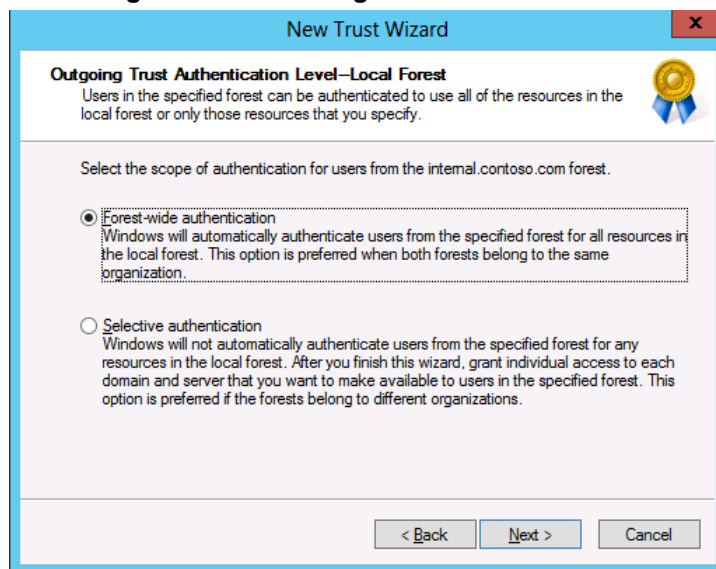 New Trust Wizard
x
Outgoing Trust Authentication Level—Local Forest
Users in the specified forest can be authenticated to use all of the resources in the
local forest or only those resources that you specify.
Select the scope of authentication for users from the internal.contoso.com forest.
Forest-wide authentication
Windows will automatically authenticate users from the specified forest for all resources in
the local forest. This option is preferred when both forests belong to the same
organization.
Selective authentication
Windows will not automatically authenticate users from the specified forest for any
resources in the local forest. After you finish this wizard, grant individual access to each
domain and server that you want to make available to users in the specified forest. This
option is preferred if the forests belong to different organizations.
< Back
Next >
Cancel